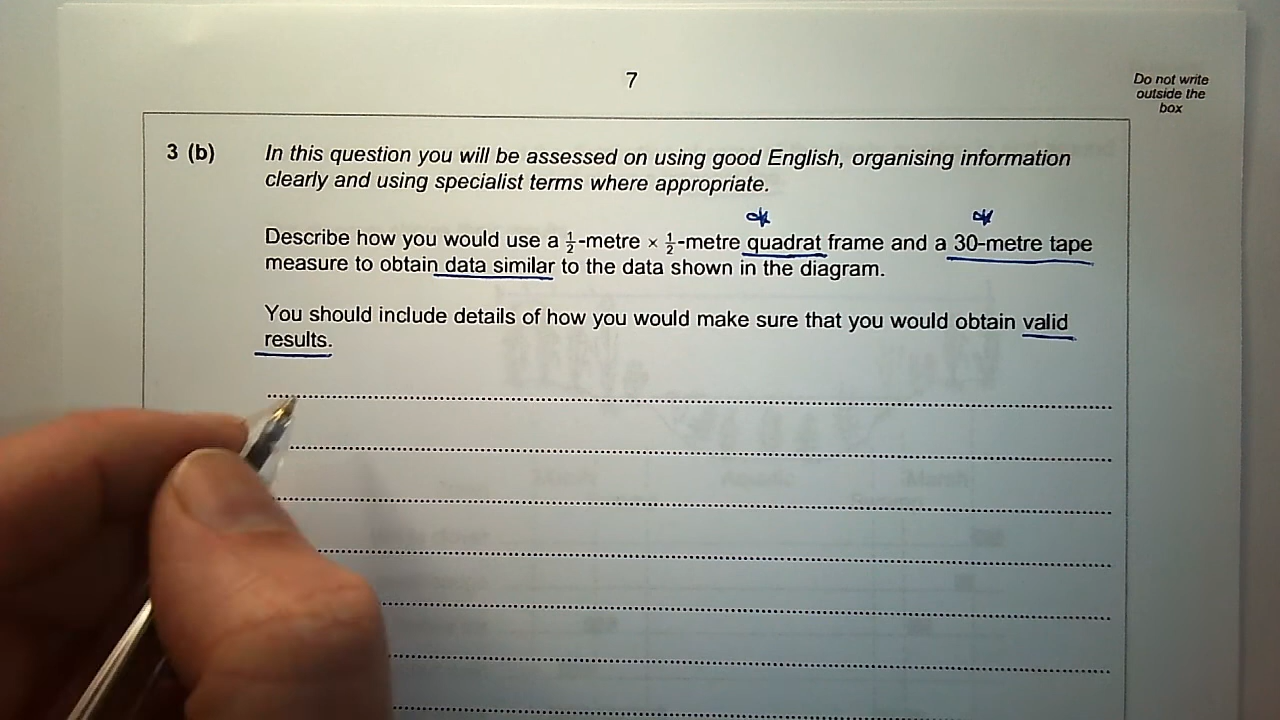 7
Do not write
outside the
box
3 (b) In this question you will be assessed on using good English, organising information
clearly and using specialist terms where appropriate.
Describe how you would use a ½-metre × ½-metre quadrat frame and a 30-metre tape
measure to obtain data similar to the data shown in the diagram.
You should include details of how you would make sure that you would obtain valid
results.